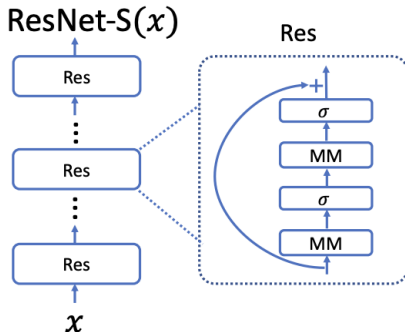 ResNet-S(x)
Res
⋮
Res
⋮
Res
x
Res
+
σ
MM
σ
MM